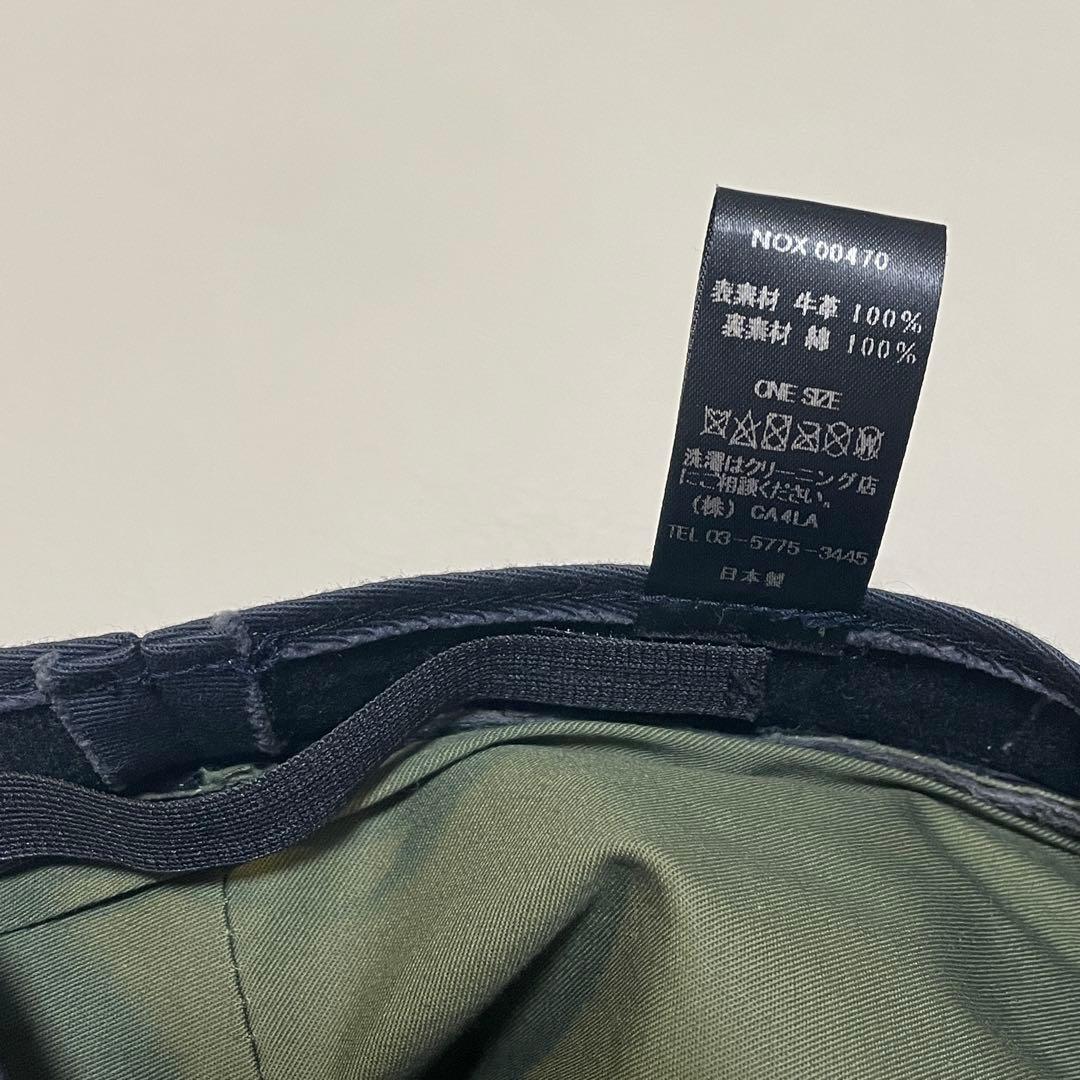 NOX 00470
表素材 牛革 100%
裏素材 綿 100%
ONE SIZE
洗濯はクリーニング店
にご相談ください。
(株) CA4LA
TEL 03-5775-3445
日本製